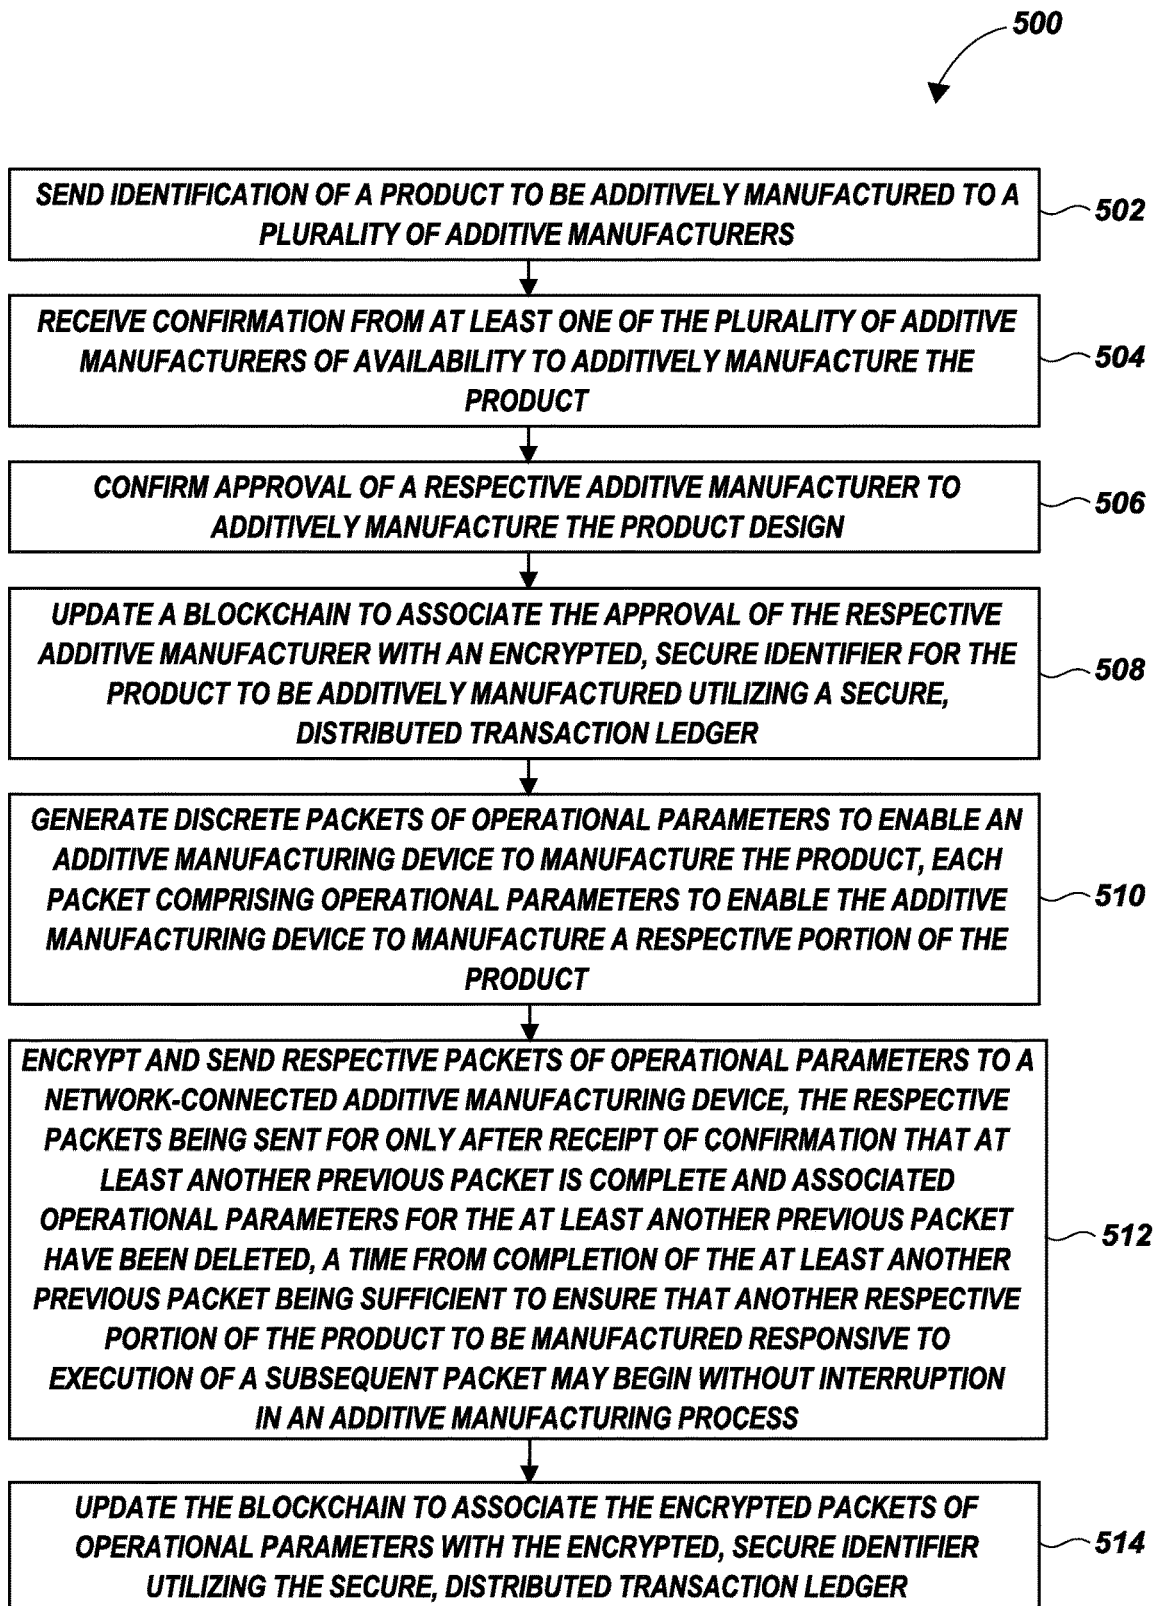 500
SEND IDENTIFICATION OF A PRODUCT TO BE ADDITIVELY MANUFACTURED TO A
PLURALITY OF ADDITIVE MANUFACTURERS
502
RECEIVE CONFIRMATION FROM AT LEAST ONE OF THE PLURALITY OF ADDITIVE
MANUFACTURERS OF AVAILABILITY TO ADDITIVELY MANUFACTURE THE
PRODUCT
504
CONFIRM APPROVAL OF A RESPECTIVE ADDITIVE MANUFACTURER TO
ADDITIVELY MANUFACTURE THE PRODUCT DESIGN
506
UPDATE A BLOCKCHAIN TO ASSOCIATE THE APPROVAL OF THE RESPECTIVE
ADDITIVE MANUFACTURER WITH AN ENCRYPTED, SECURE IDENTIFIER FOR THE
PRODUCT TO BE ADDITIVELY MANUFACTURED UTILIZING A SECURE,
DISTRIBUTED TRANSACTION LEDGER
508
GENERATE DISCRETE PACKETS OF OPERATIONAL PARAMETERS TO ENABLE AN
ADDITIVE MANUFACTURING DEVICE TO MANUFACTURE THE PRODUCT, EACH
PACKET COMPRISING OPERATIONAL PARAMETERS TO ENABLE THE ADDITIVE
MANUFACTURING DEVICE TO MANUFACTURE A RESPECTIVE PORTION OF THE
PRODUCT
510
ENCRYPT AND SEND RESPECTIVE PACKETS OF OPERATIONAL PARAMETERS TO A
NETWORK-CONNECTED ADDITIVE MANUFACTURING DEVICE, THE RESPECTIVE
PACKETS BEING SENT FOR ONLY AFTER RECEIPT OF CONFIRMATION THAT AT
LEAST ANOTHER PREVIOUS PACKET IS COMPLETE AND ASSOCIATED
OPERATIONAL PARAMETERS FOR THE AT LEAST ANOTHER PREVIOUS PACKET
HAVE BEEN DELETED, A TIME FROM COMPLETION OF THE AT LEAST ANOTHER
PREVIOUS PACKET BEING SUFFICIENT TO ENSURE THAT ANOTHER RESPECTIVE
PORTION OF THE PRODUCT TO BE MANUFACTURED RESPONSIVE TO
EXECUTION OF A SUBSEQUENT PACKET MAY BEGIN WITHOUT INTERRUPTION
IN AN ADDITIVE MANUFACTURING PROCESS
512
UPDATE THE BLOCKCHAIN TO ASSOCIATE THE ENCRYPTED PACKETS OF
OPERATIONAL PARAMETERS WITH THE ENCRYPTED, SECURE IDENTIFIER
UTILIZING THE SECURE, DISTRIBUTED TRANSACTION LEDGER
514